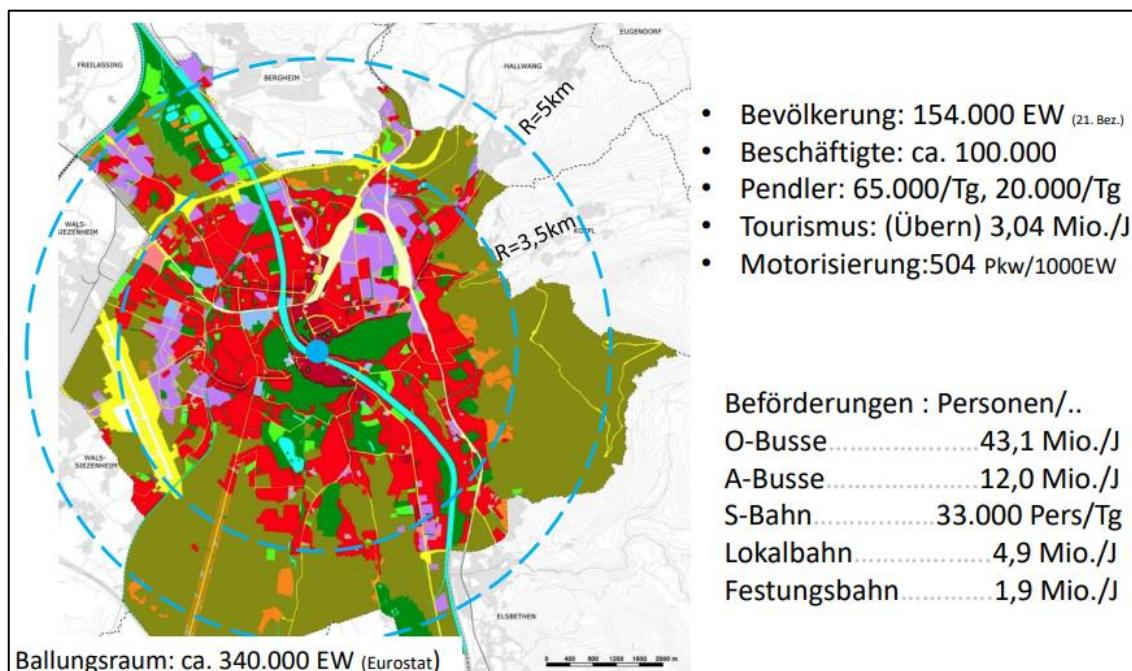 EUGENDORF
FREILASSING
HALLWANG
BERGHEIM
R=5km
WALS-
SIEZENHEIM
R=3,5km
KOPPL
WALS-
SIEZENHEIM
ELSBETHEN
0 400 800 1200 1600 2000 m
Ballungsraum: ca. 340.000 EW (Eurostat)
• Bevölkerung: 154.000 EW (21. Bez.)
• Beschäftigte: ca. 100.000
• Pendler: 65.000/Tg, 20.000/Tg
• Tourismus: (Übern) 3,04 Mio./J
• Motorisierung:504 Pkw/1000EW
Beförderungen : Personen/..
O-Busse........................43,1 Mio./J
A-Busse........................12,0 Mio./J
S-Bahn....................33.000 Pers/Tg
Lokalbahn....................4,9 Mio./J
Festungsbahn................1,9 Mio./J